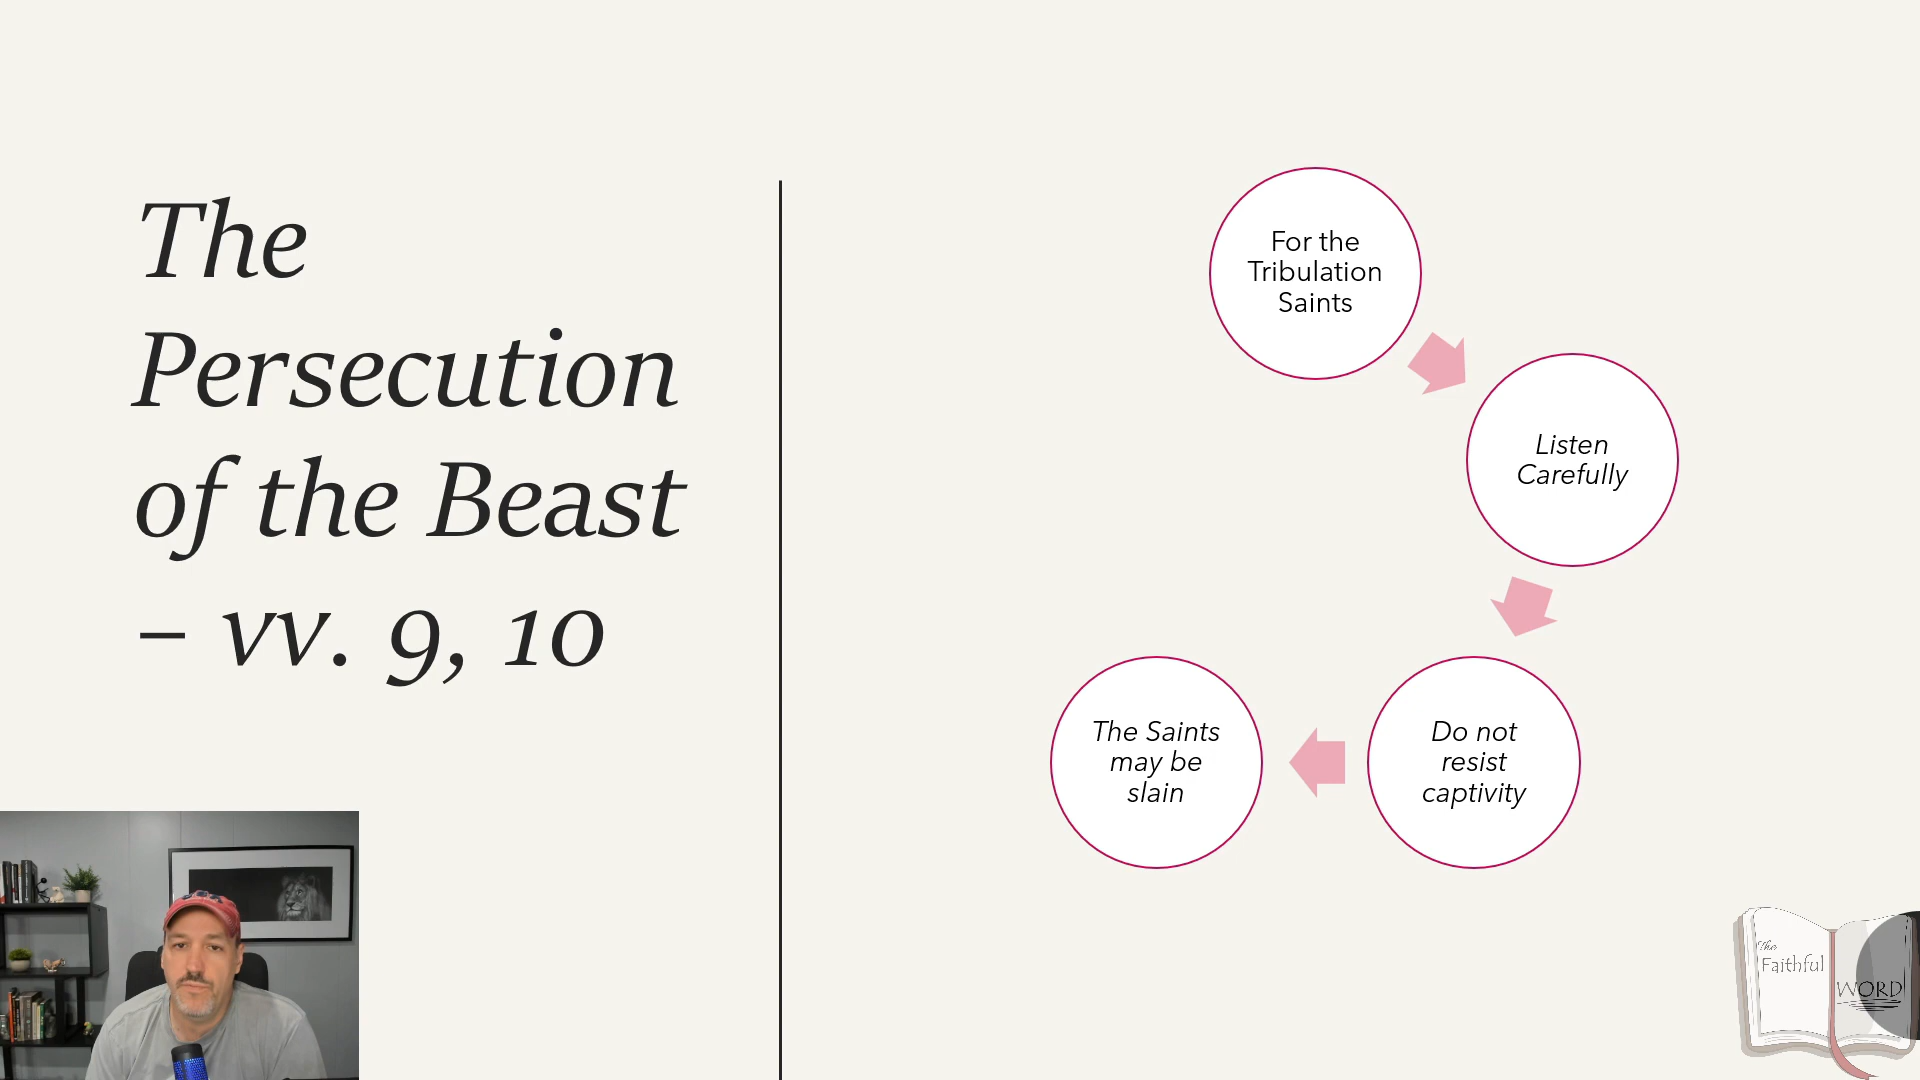 The
Persecution
of the Beast
– vv. 9, 10
For the
Tribulation
Saints
Listen
Carefully
Do not
resist
captivity
The Saints
may be
slain
The
Faithful
WORD